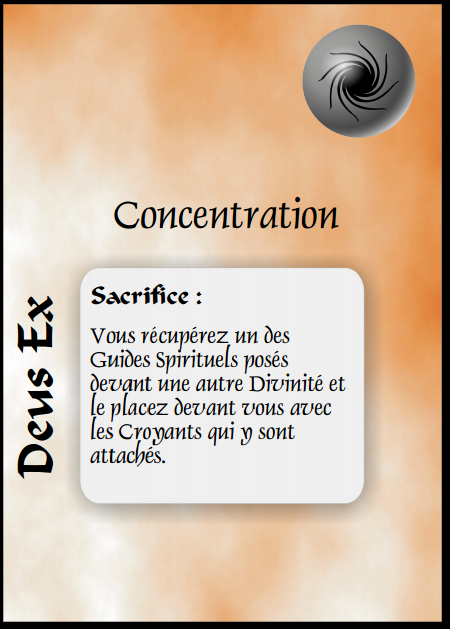 Concentration
Deus Ex
Sacrifice :
Vous récupérez un des
Guides Spirituels posés
devant une autre Divinité et
le placez devant vous avec
les Croyants qui y sont
attachés.